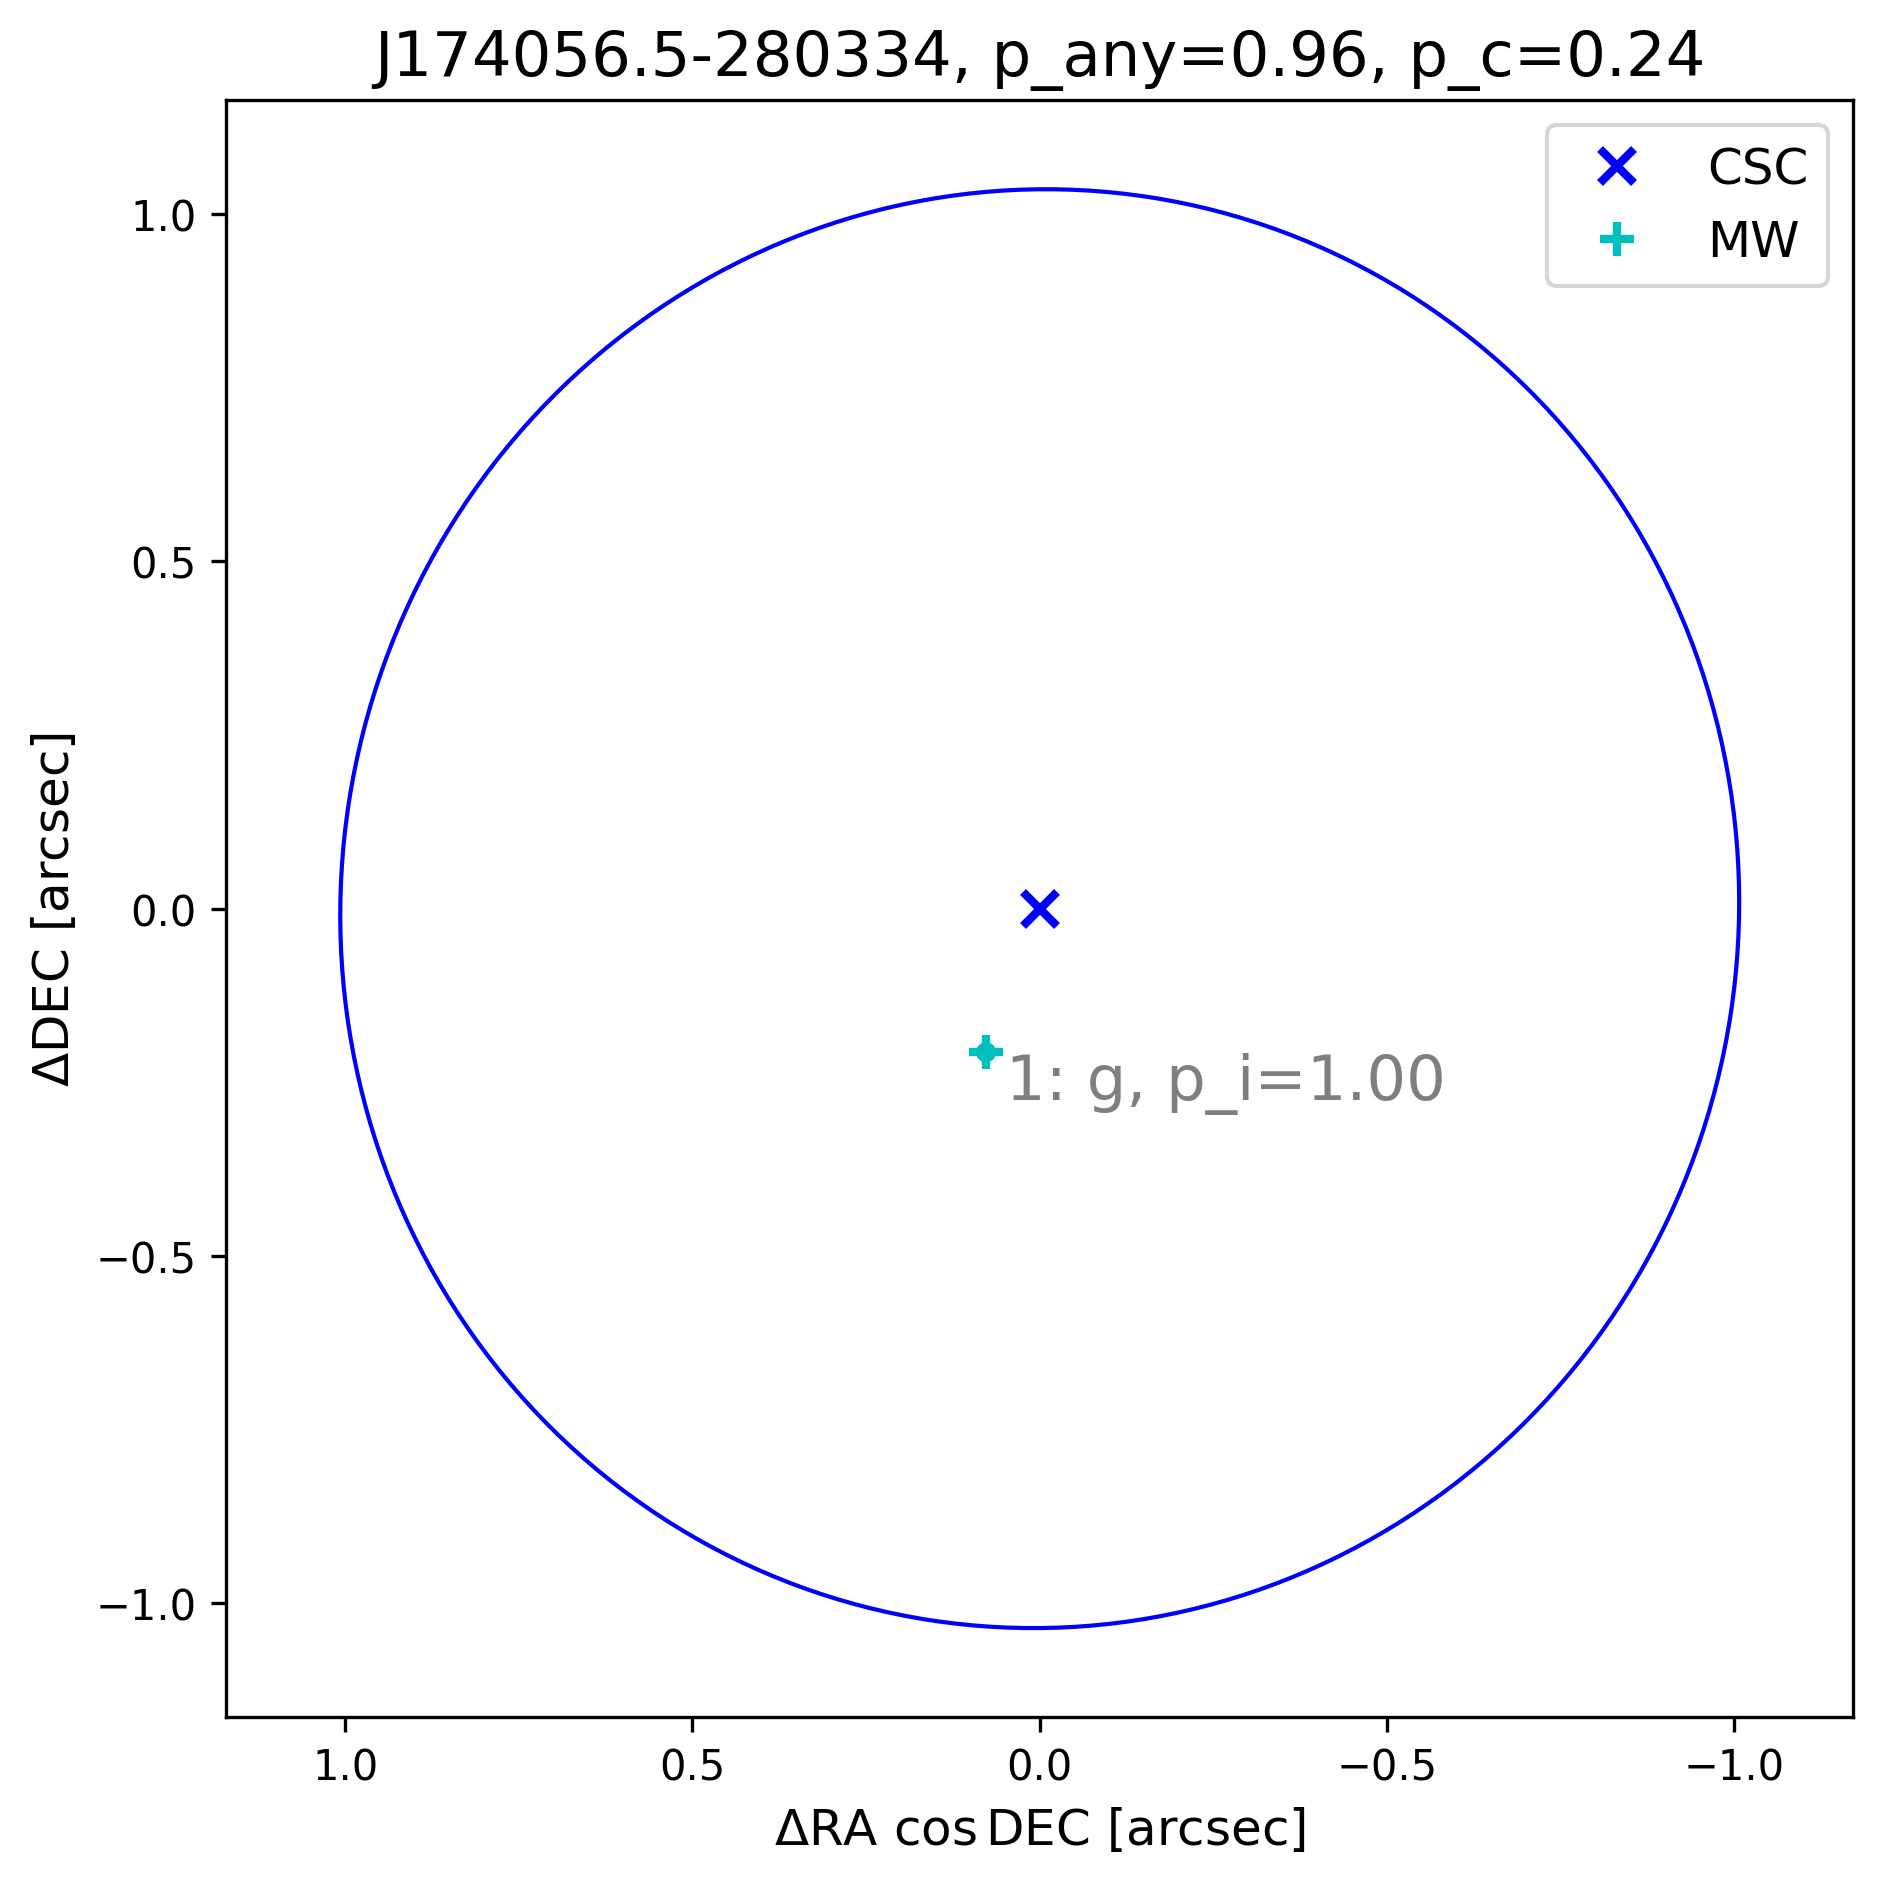 J174056.5-280334, p_any=0.96, p_c=0.24
CSC
MW
1.0
0.5
0.0
−0.5
−1.0
ΔDEC [arcsec]
1: g, p_i=1.00
1.0
0.5
0.0
−0.5
−1.0
ΔRA cos DEC [arcsec]